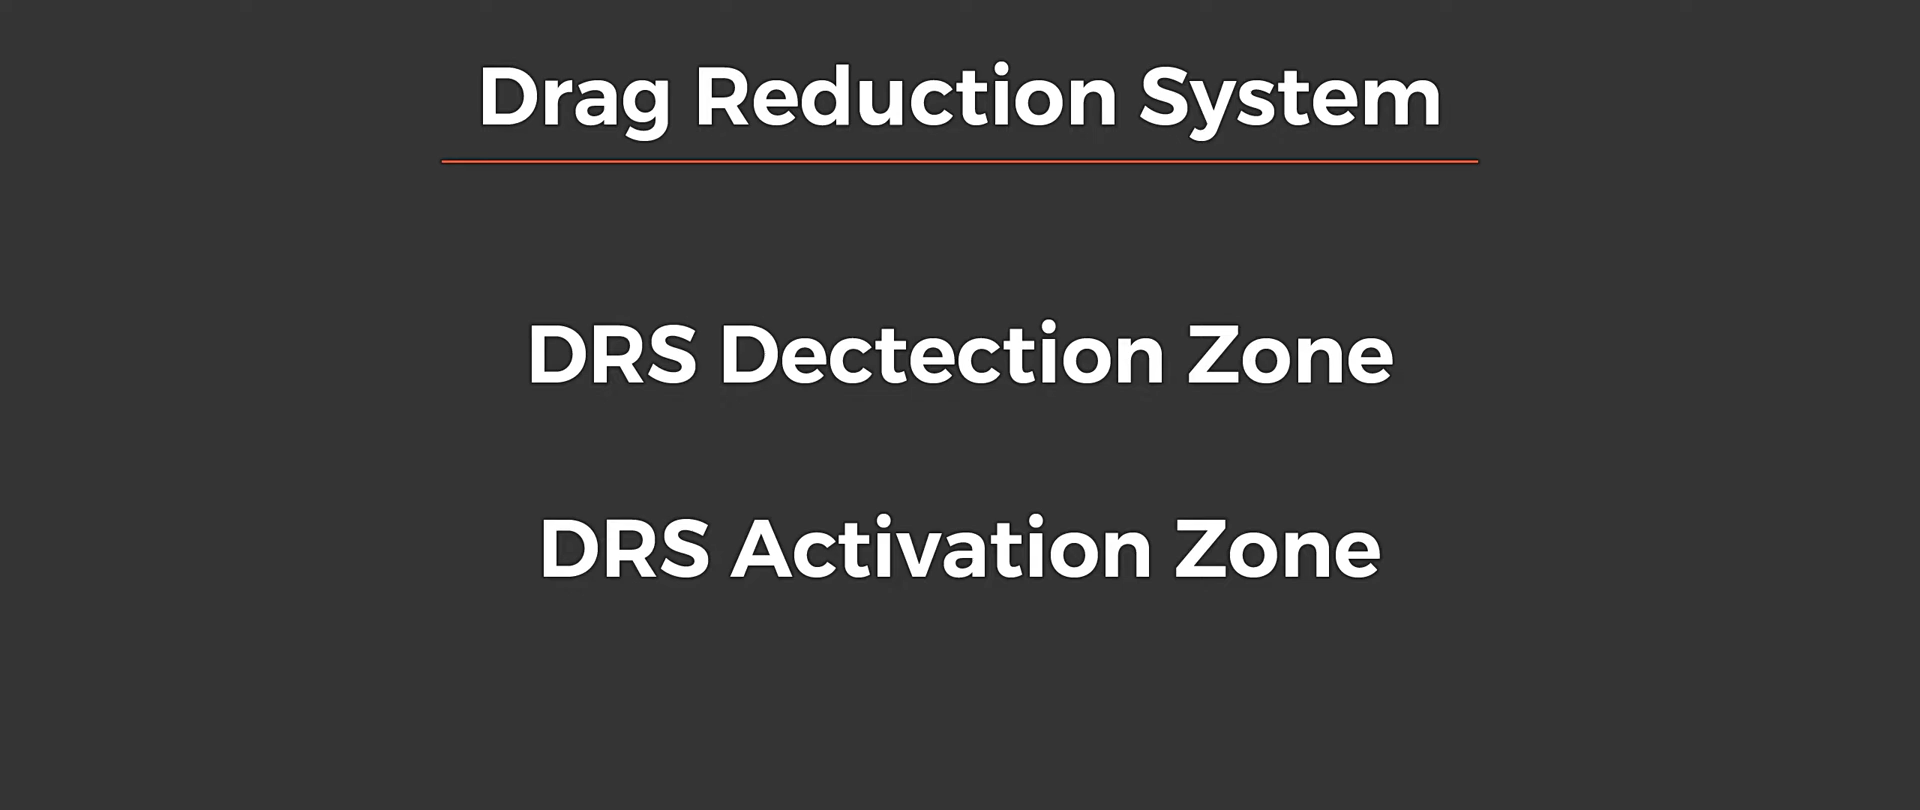 Drag Reduction System
DRS Dectection Zone
DRS Activation Zone